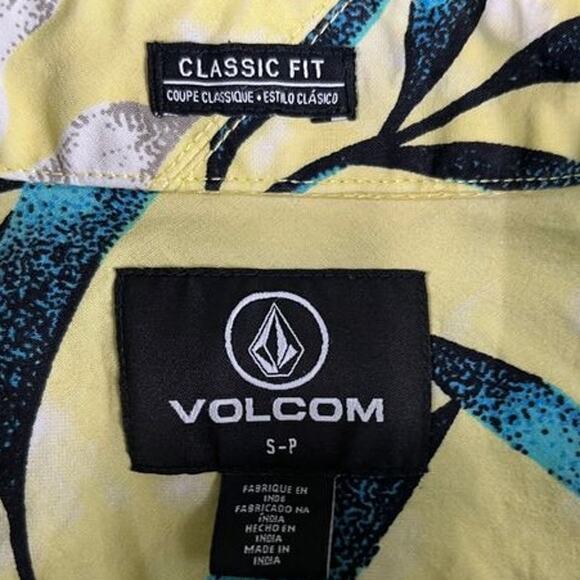 CLASSIC FIT
COUPE CLASSIQUE • ESTILO CLÁSICO
VOLCOM
S-P
FABRIQUE EN
INDE
FABRICADO NA
ÍNDIA
HECHO EN
INDIA
MADE IN
INDIA